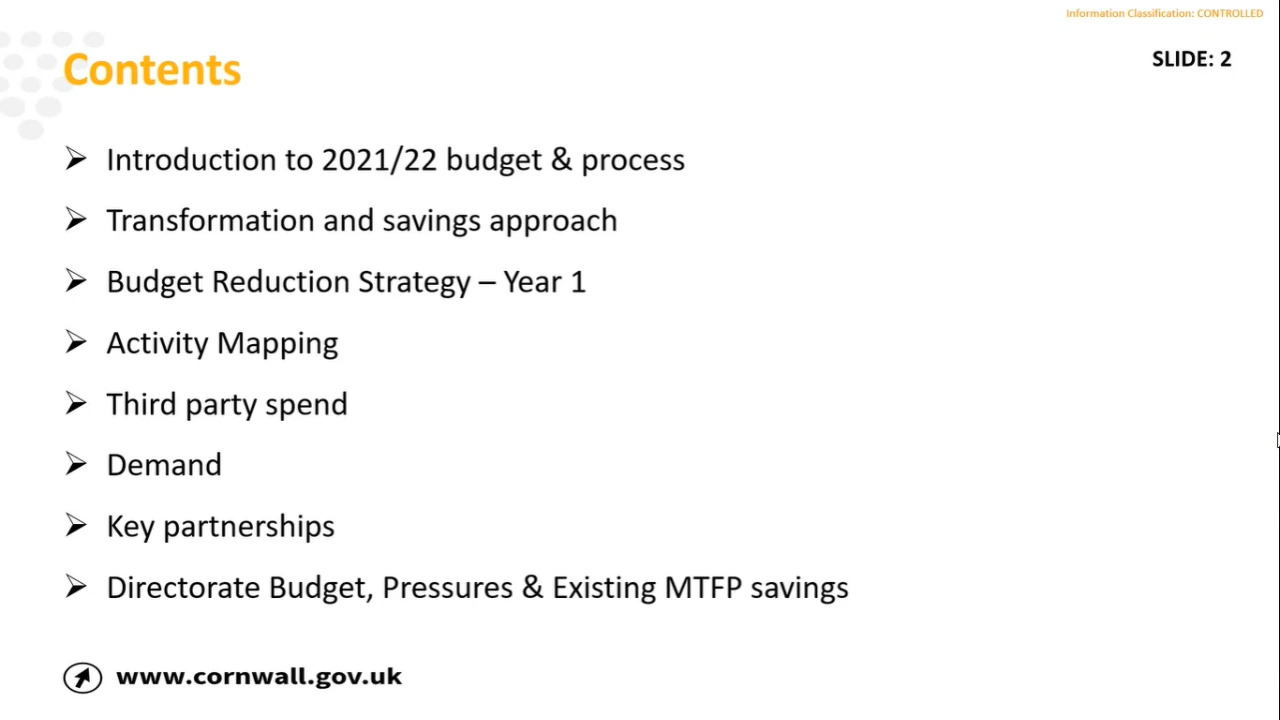 Information Classification: CONTROLLED
SLIDE: 2
Contents
Introduction to 2021/22 budget & process
Transformation and savings approach
Budget Reduction Strategy – Year 1
Activity Mapping
Third party spend
Demand
Key partnerships
Directorate Budget, Pressures & Existing MTFP savings
www.cornwall.gov.uk